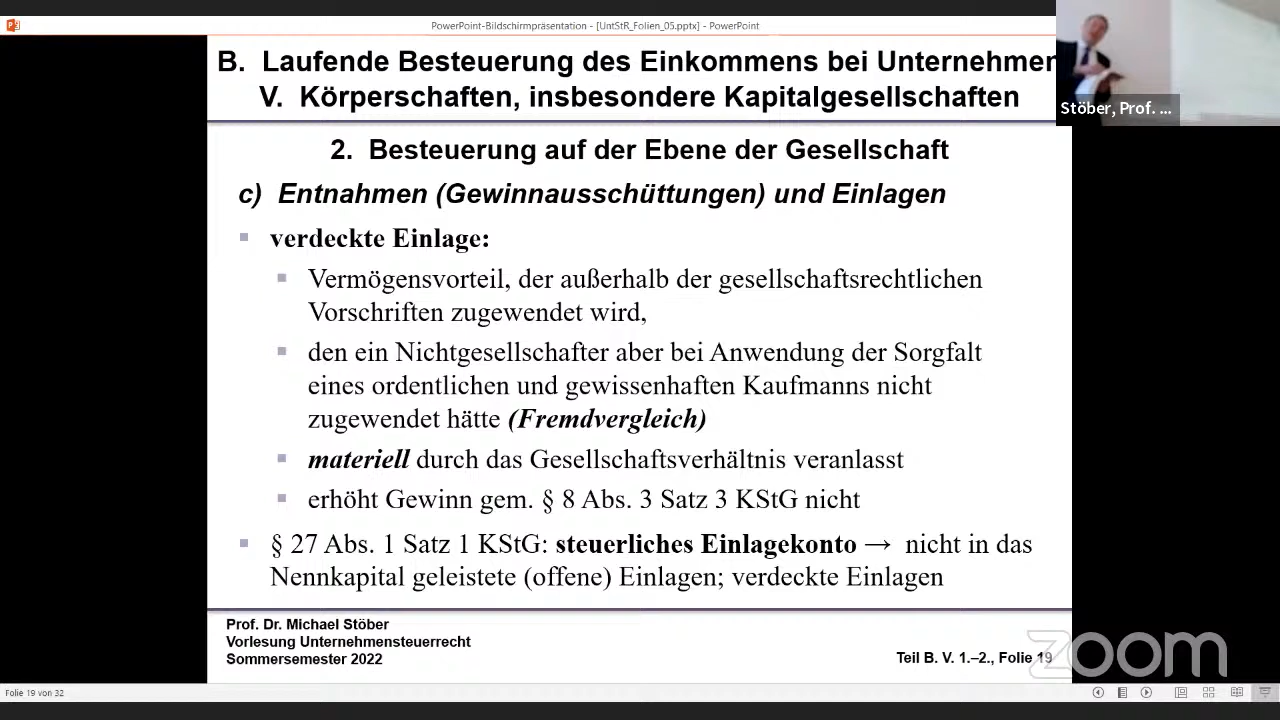 PowerPoint-Bildschirmpräsentation - [UntStR_Folien_05.pptx] - PowerPoint
B. Laufende Besteuerung des Einkommens bei Unternehmen
V. Körperschaften, insbesondere Kapitalgesellschaften
Stöber, Prof. ...
2. Besteuerung auf der Ebene der Gesellschaft
c) Entnahmen (Gewinnausschüttungen) und Einlagen
verdeckte Einlage:
Vermögensvorteil, der außerhalb der gesellschaftsrechtlichen
Vorschriften zugewendet wird,
den ein Nichtgesellschafter aber bei Anwendung der Sorgfalt
eines ordentlichen und gewissenhaften Kaufmanns nicht
zugewendet hätte (Fremdvergleich)
materiell durch das Gesellschaftsverhältnis veranlasst
erhöht Gewinn gem. § 8 Abs. 3 Satz 3 KStG nicht
§ 27 Abs. 1 Satz 1 KStG: steuerliches Einlagekonto → nicht in das
Nennkapital geleistete (offene) Einlagen; verdeckte Einlagen
Prof. Dr. Michael Stöber
Vorlesung Unternehmensteuerrecht
Sommersemester 2022
Teil B. V. 1.–2., Folie 19
zoom
Folie 19 von 32